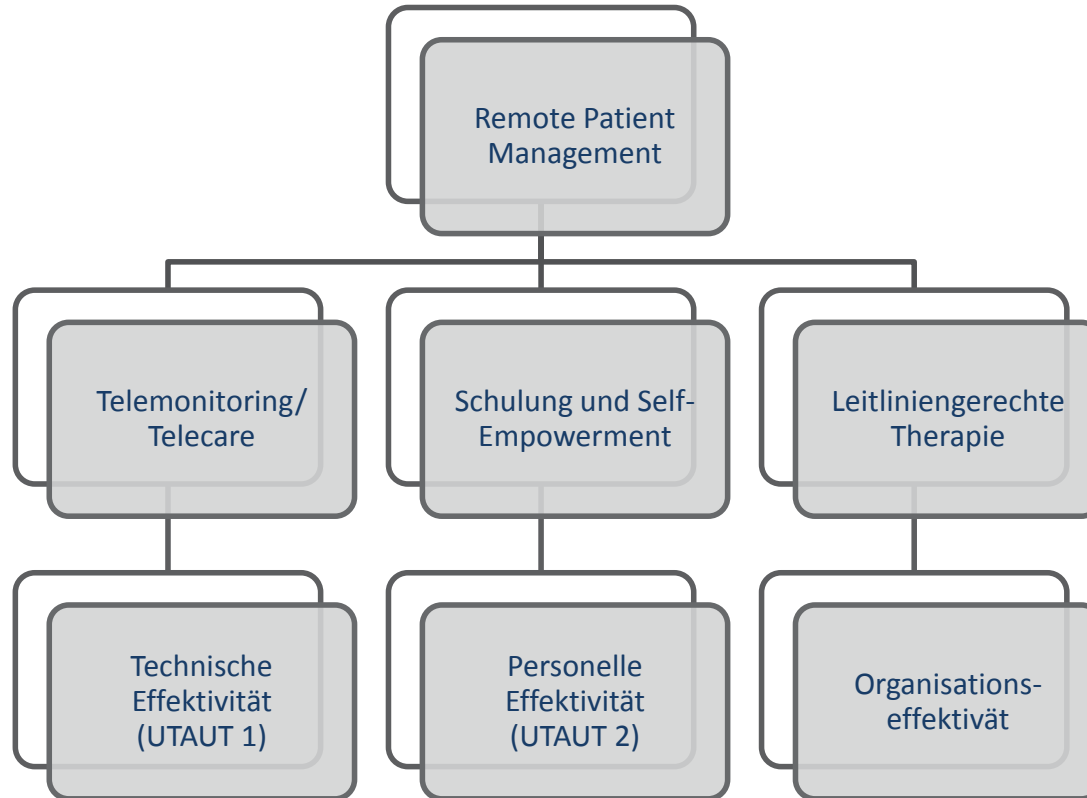 Remote Patient
Management
Telemonitoring/
Telecare
Schulung und Self-
Empowerment
Leitliniengerechte
Therapie
Technische
Effektivität
(UTAUT 1)
Personelle
Effektivität
(UTAUT 2)
Organisations-
effektivät